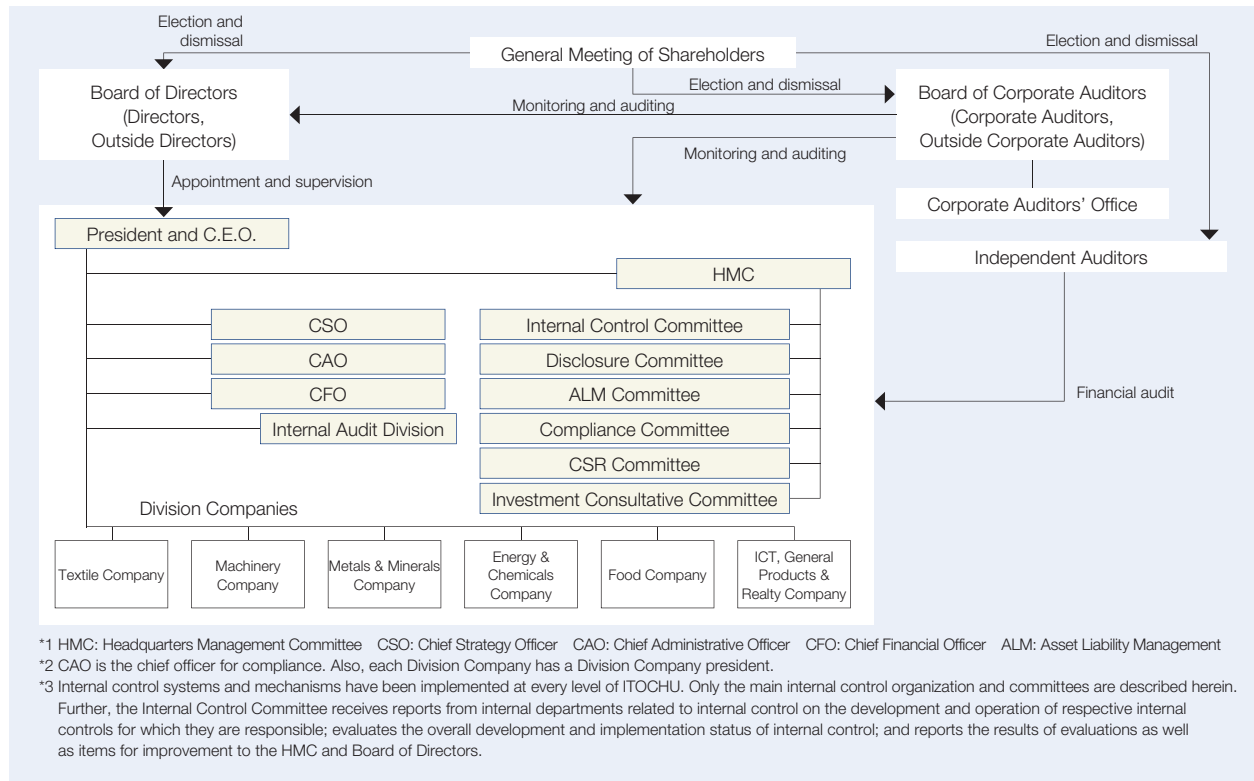 Election and
dismissal
General Meeting of Shareholders
Election and dismissal
Election and dismissal
Board of Directors
(Directors,
Outside Directors)
Monitoring and auditing
Board of Corporate Auditors
(Corporate Auditors,
Outside Corporate Auditors)
Monitoring and auditing
Appointment and supervision
Corporate Auditors' Office
President and C.E.O.
Independent Auditors
HMC
CSO
Internal Control Committee
CAO
Disclosure Committee
CFO
ALM Committee
Financial audit
Internal Audit Division
Compliance Committee
CSR Committee
Investment Consultative Committee
Division Companies
Textile Company
Machinery
Company
Metals & Minerals
Company
Energy &
Chemicals
Company
Food Company
ICT, General
Products &
Realty Company
*1 HMC: Headquarters Management Committee CSO: Chief Strategy Officer CAO: Chief Administrative Officer CFO: Chief Financial Officer ALM: Asset Liability Management
*2 CAO is the chief officer for compliance. Also, each Division Company has a Division Company president.
*3 Internal control systems and mechanisms have been implemented at every level of ITOCHU. Only the main internal control organization and committees are described herein.
Further, the Internal Control Committee receives reports from internal departments related to internal control on the development and operation of respective internal
controls for which they are responsible; evaluates the overall development and implementation status of internal control; and reports the results of evaluations as well
as items for improvement to the HMC and Board of Directors.